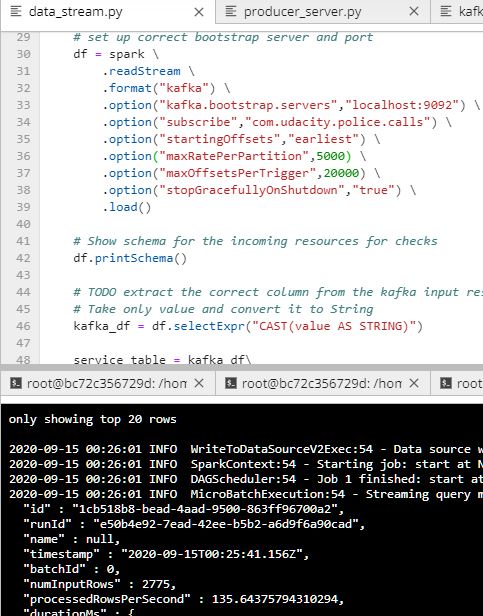 data_stream.py × producer_server.py × kafk
29 # set up correct bootstrap server and port
30 df = spark \
31 .readStream \
32 .format("kafka") \
33 .option("kafka.bootstrap.servers","localhost:9092") \
34 .option("subscribe","com.udacity.police.calls") \
35 .option("startingOffsets","earliest") \
36 .option("maxRatePerPartition",5000) \
37 .option("maxOffsetsPerTrigger",20000) \
38 .option("stopGracefullyOnShutdown","true") \
39 .load()
40
41 # Show schema for the incoming resources for checks
42 df.printSchema()
43
44 # TODO extract the correct column from the kafka input res
45 # Take only value and convert it to String
46 kafka_df = df.selectExpr("CAST(value AS STRING)")
47
48 service_table = kafka_df\
root@bc72c356729d: /hom × root@bc72c356729d: /hom × root
only showing top 20 rows
2020-09-15 00:26:01 INFO WriteToDataSourceV2Exec:54 - Data source w
2020-09-15 00:26:01 INFO SparkContext:54 - Starting job: start at N
2020-09-15 00:26:01 INFO DAGScheduler:54 - Job 1 finished: start at
2020-09-15 00:26:01 INFO MicroBatchExecution:54 - Streaming query m
"id" : "1cb518b8-bead-4aad-9500-863ff96700a2",
"runId" : "e50b4e92-7ead-42ee-b5b2-a6d9f6a90cad",
"name" : null,
"timestamp" : "2020-09-15T00:25:41.156Z",
"batchId" : 0,
"numInputRows" : 2775,
"processedRowsPerSecond" : 135.64375794310294,
"durationMs" : {